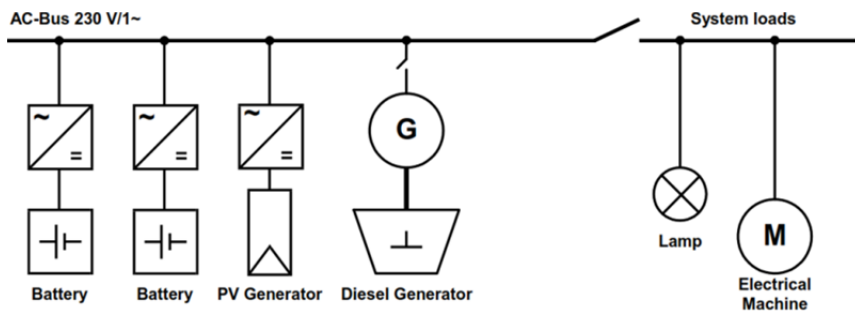 AC-Bus 230 V/1~
System loads
~
=
~
=
~
=
G
M
Lamp
Battery
Battery
PV Generator
Diesel Generator
Electrical
Machine